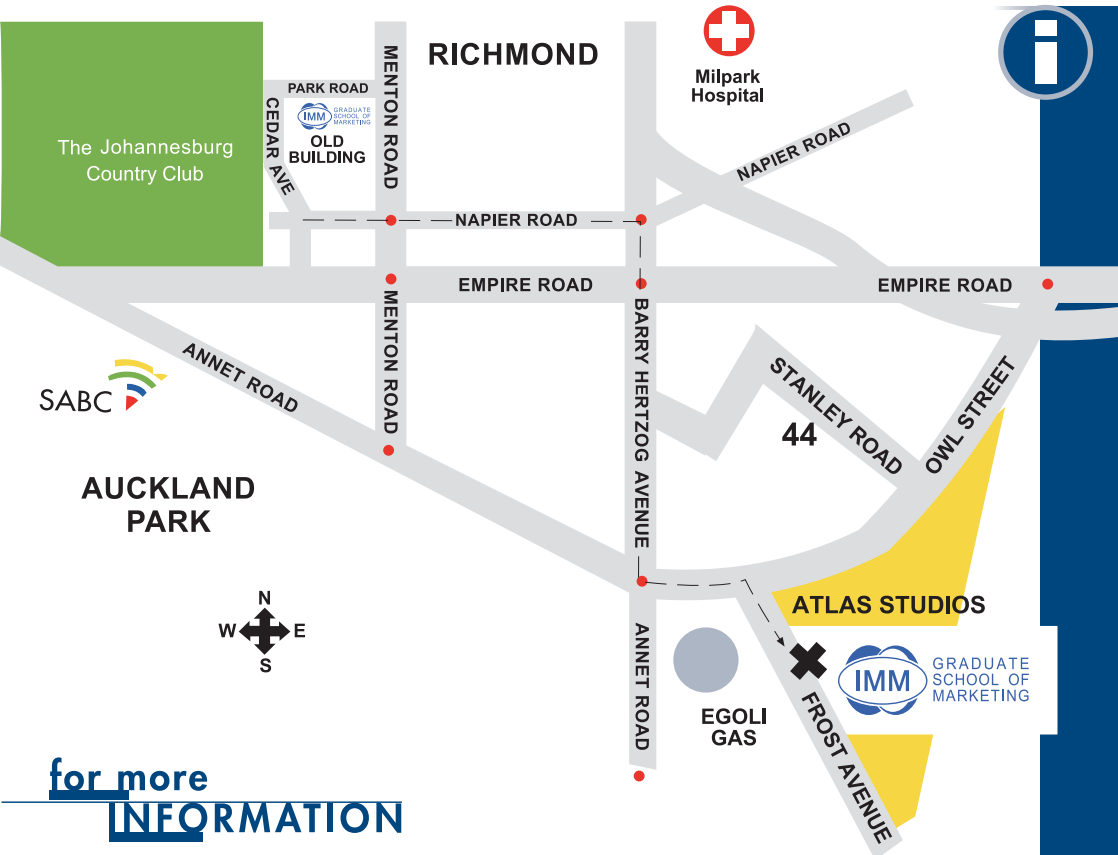 RICHMOND
Milpark
Hospital
i
MENTON ROAD
PARK ROAD
CEDAR AVE
IMM
GRADUATE
SCHOOL OF
MARKETING
OLD
BUILDING
The Johannesburg
Country Club
NAPIER ROAD
NAPIER ROAD
EMPIRE ROAD
EMPIRE ROAD
MENTON ROAD
BARRY HERTZOG AVENUE
ANNET ROAD
SABC
STANLEY ROAD
44
OWL STREET
AUCKLAND
PARK
N
W
E
S
ATLAS STUDIOS
ANNET ROAD
EGOLI
GAS
IMM
GRADUATE
SCHOOL OF
MARKETING
FROST AVENUE
for more
INFORMATION